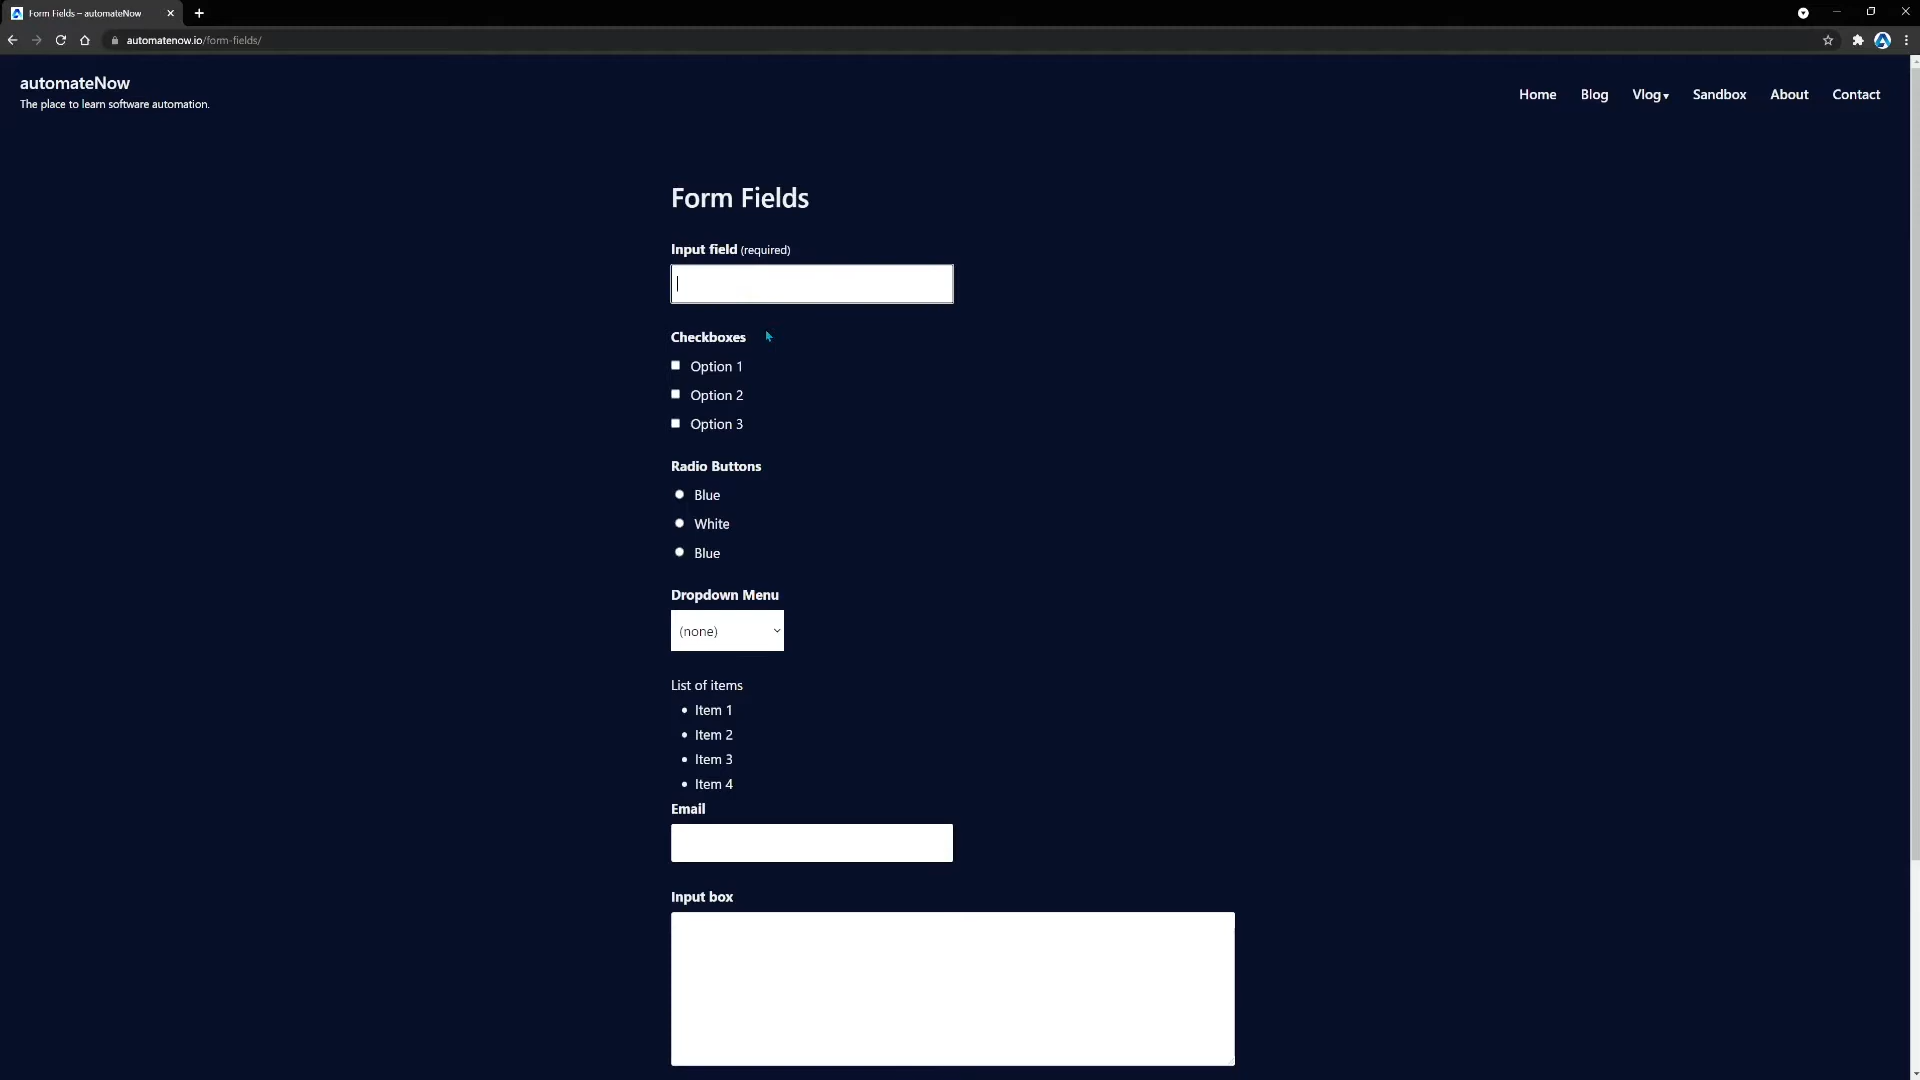 Form Fields – automateNow
automatenow.io/form-fields/
automateNow
The place to learn software automation.
Home Blog Vlog Sandbox About Contact
Form Fields
Input field (required)
Checkboxes
Option 1
Option 2
Option 3
Radio Buttons
Blue
White
Blue
Dropdown Menu
(none)
List of items
Item 1
Item 2
Item 3
Item 4
Email
Input box